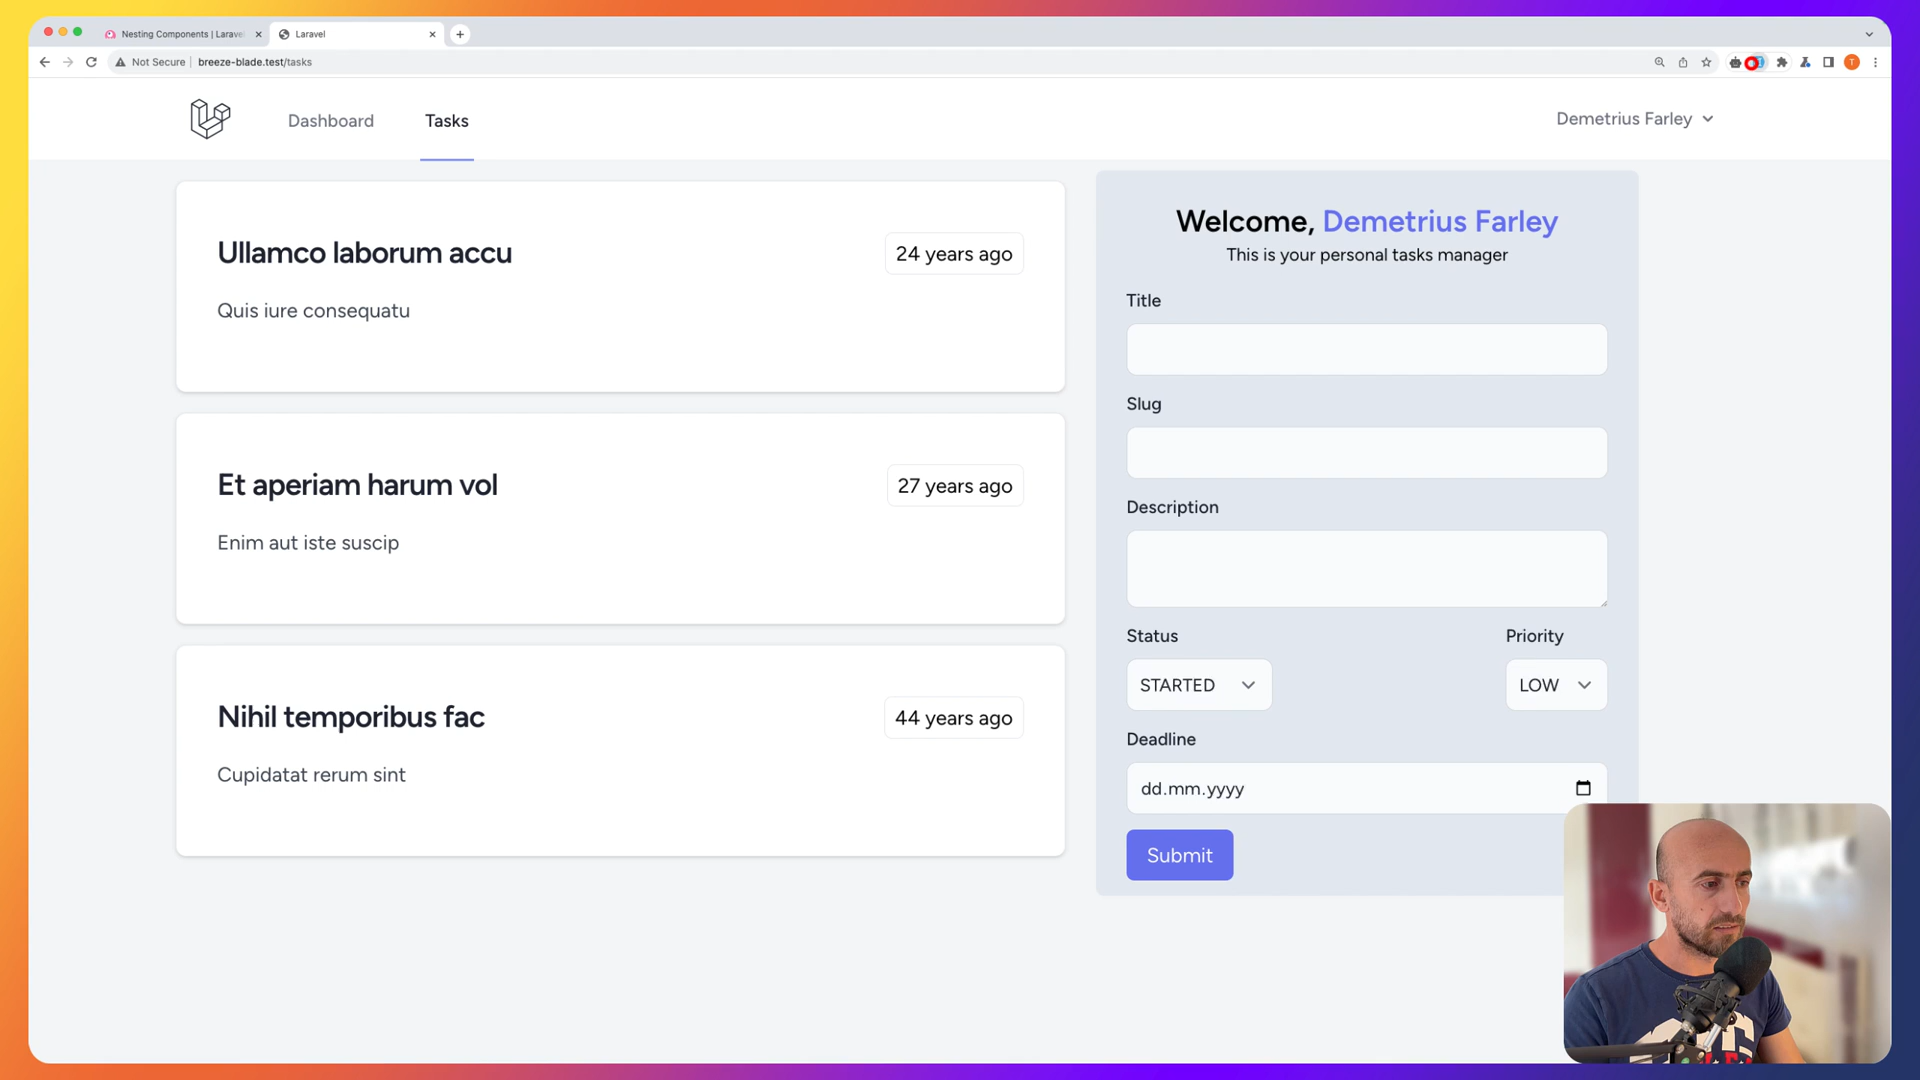 Nesting Components | Larave
Laravel
Not Secure
breeze-blade.test/tasks
T
Dashboard
Tasks
Demetrius Farley
Ullamco laborum accu
24 years ago
Quis iure consequatu
Et aperiam harum vol
27 years ago
Enim aut iste suscip
Nihil temporibus fac
44 years ago
Cupidatat rerum sint
Welcome, Demetrius Farley
This is your personal tasks manager
Title
Slug
Description
Status
Priority
STARTED
LOW
Deadline
dd.mm.yyyy
Submit